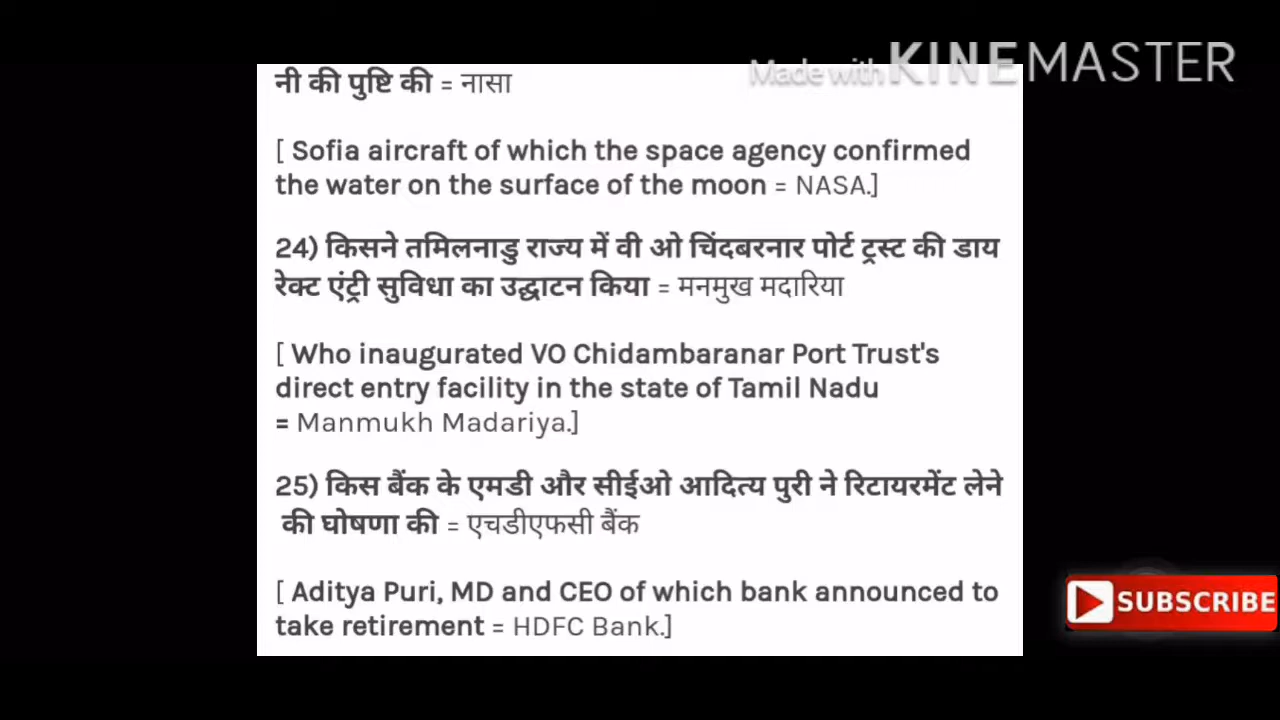 Made with KINEMASTER
नी की पुष्टि की = नासा
[ Sofia aircraft of which the space agency confirmed
the water on the surface of the moon = NASA.]
24) किसने तमिलनाडु राज्य में वी ओ चिंदबरनार पोर्ट ट्रस्ट की डाय
रेक्ट एंट्री सुविधा का उद्घाटन किया = मनमुख मदारिया
[ Who inaugurated VO Chidambaranar Port Trust's
direct entry facility in the state of Tamil Nadu
= Manmukh Madariya.]
25) किस बैंक के एमडी और सीईओ आदित्य पुरी ने रिटायरमेंट लेने
की घोषणा की = एचडीएफसी बैंक
[ Aditya Puri, MD and CEO of which bank announced to
take retirement = HDFC Bank.]
SUBSCRIBE